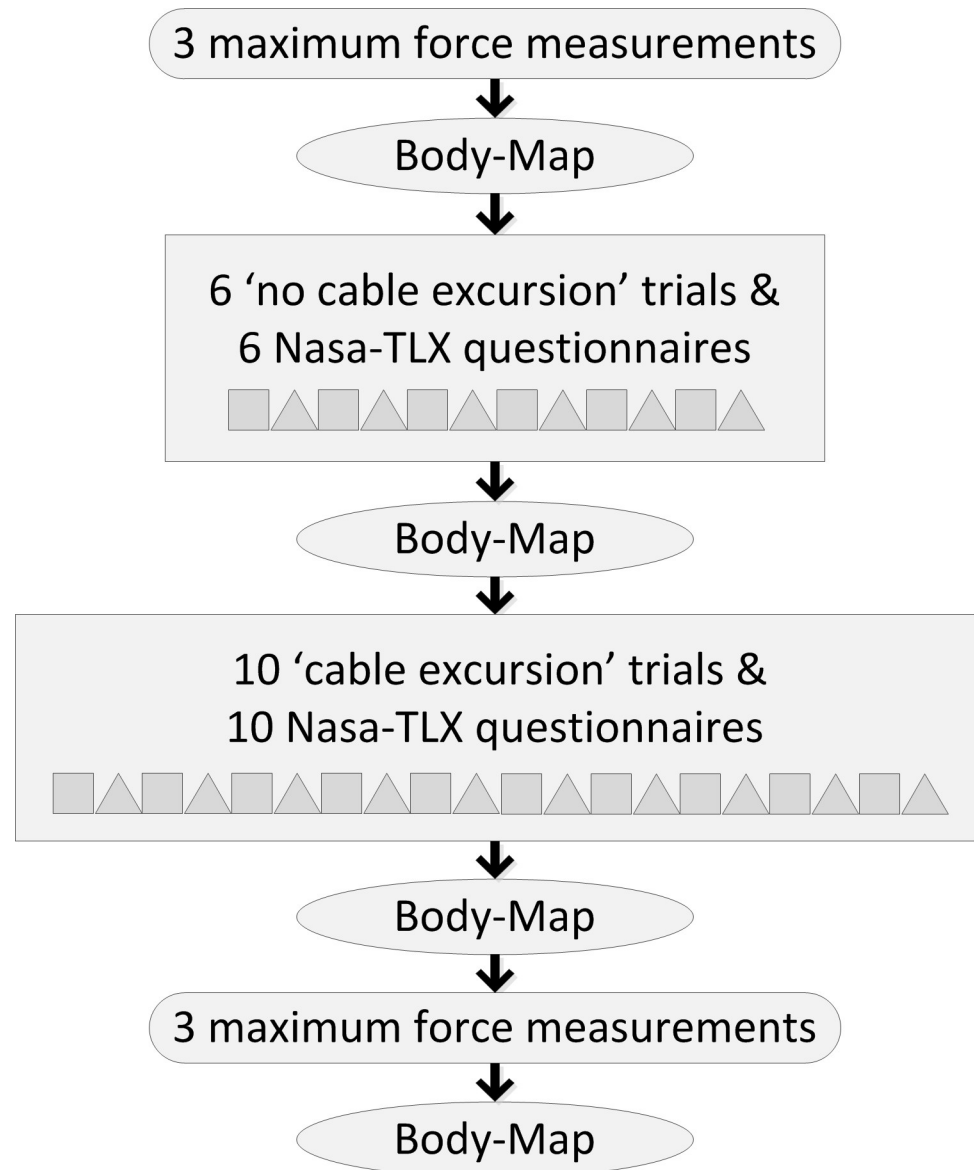 3 maximum force measurements
Body-Map
6 ‘no cable excursion’ trials &
6 Nasa-TLX questionnaires
Body-Map
10 ‘cable excursion’ trials &
10 Nasa-TLX questionnaires
Body-Map
3 maximum force measurements
Body-Map